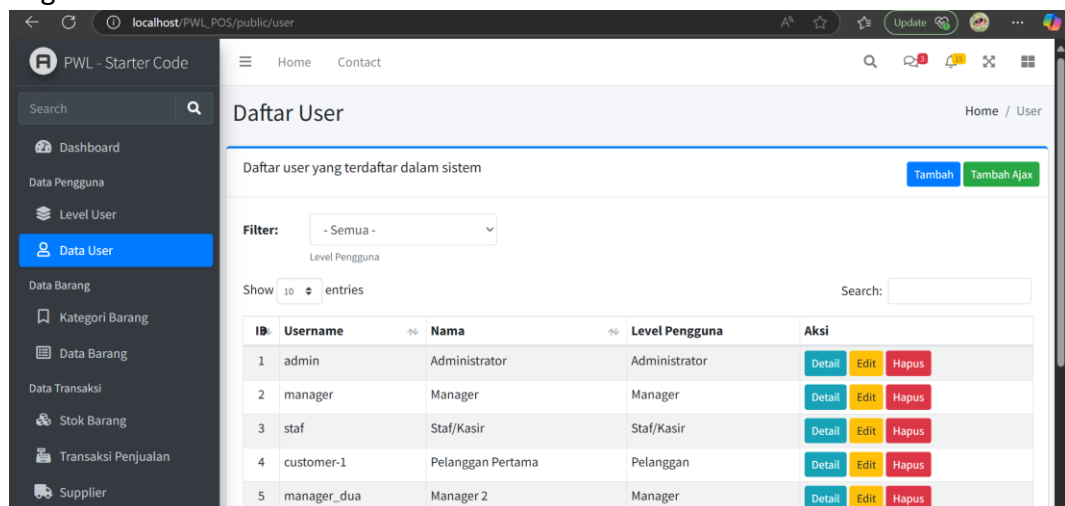 localhost/PWL_POS/public/user
Update
PWL - Starter Code
Home Contact
3
15
Search
Daftar User
Home / User
Dashboard
Daftar user yang terdaftar dalam sistem
Tambah
Tambah Ajax
Data Pengguna
Level User
Filter:
- Semua -
Data User
Level Pengguna
Data Barang
Show 10 entries
Search:
Kategori Barang
ID Username Nama Level Pengguna Aksi
Data Barang
1 admin Administrator Administrator Detail Edit Hapus
Data Transaksi
2 manager Manager Manager Detail Edit Hapus
Stok Barang
3 staf Staf/Kasir Staf/Kasir Detail Edit Hapus
Transaksi Penjualan
4 customer-1 Pelanggan Pertama Pelanggan Detail Edit Hapus
Supplier
5 manager_dua Manager 2 Manager Detail Edit Hapus